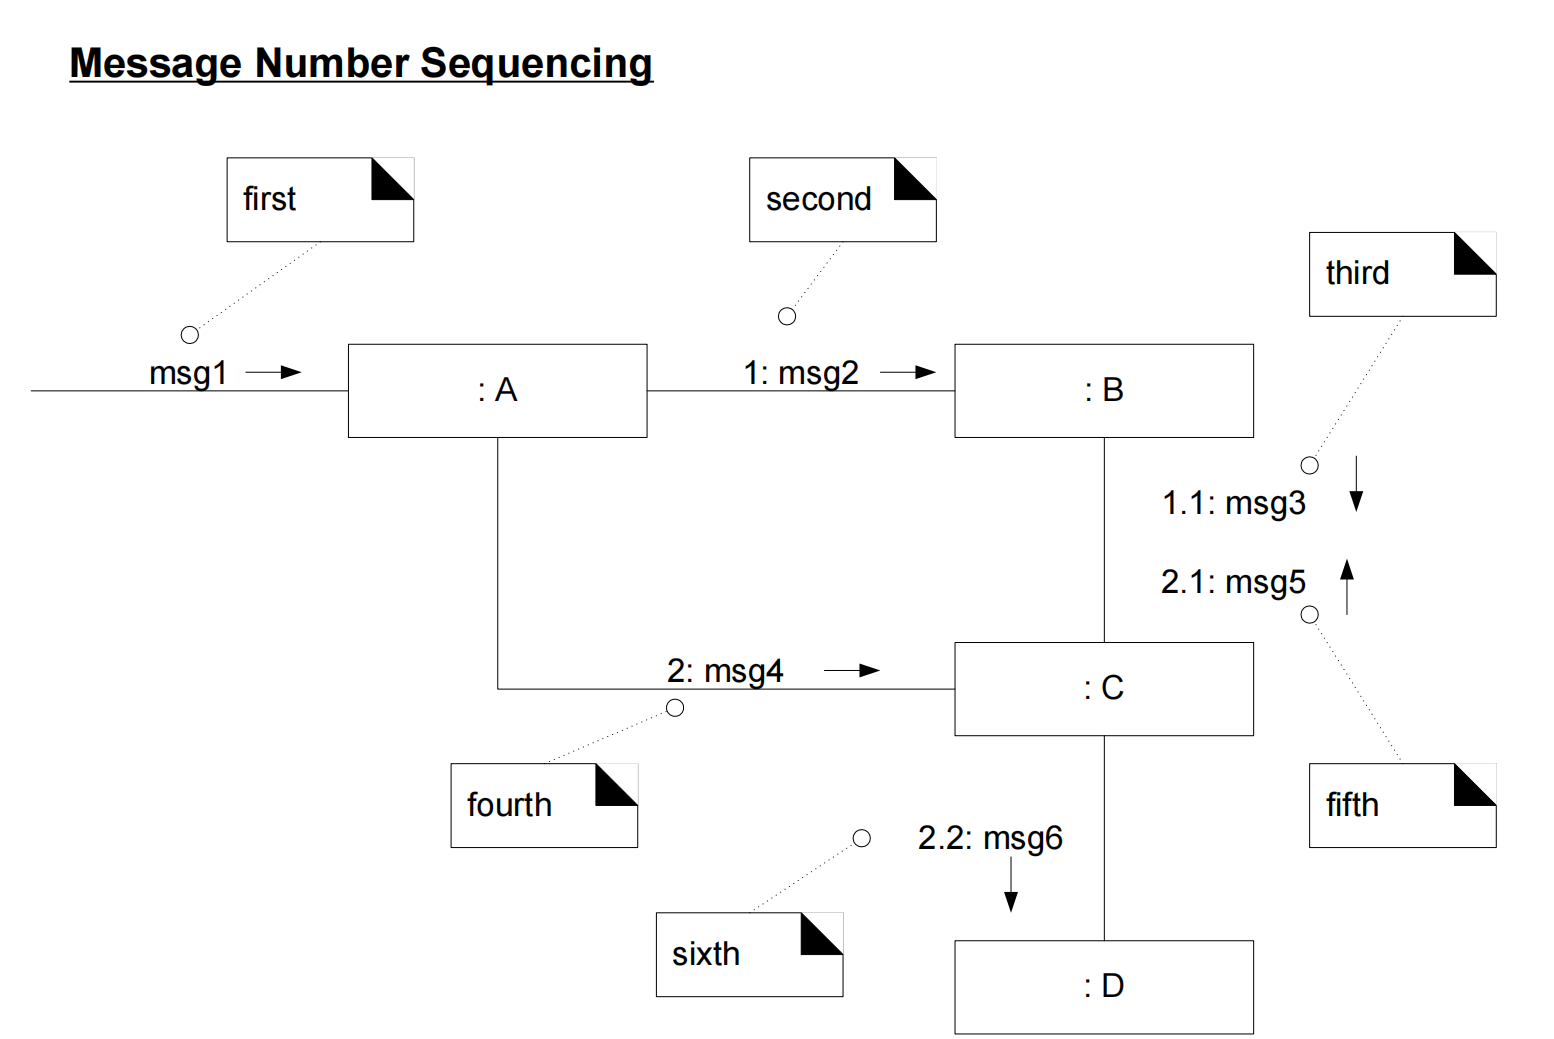 Message Number Sequencing
first
second
third
msg1
: A
1: msg2
: B
1.1: msg3
2.1: msg5
2: msg4
: C
fourth
fifth
2.2: msg6
sixth
: D